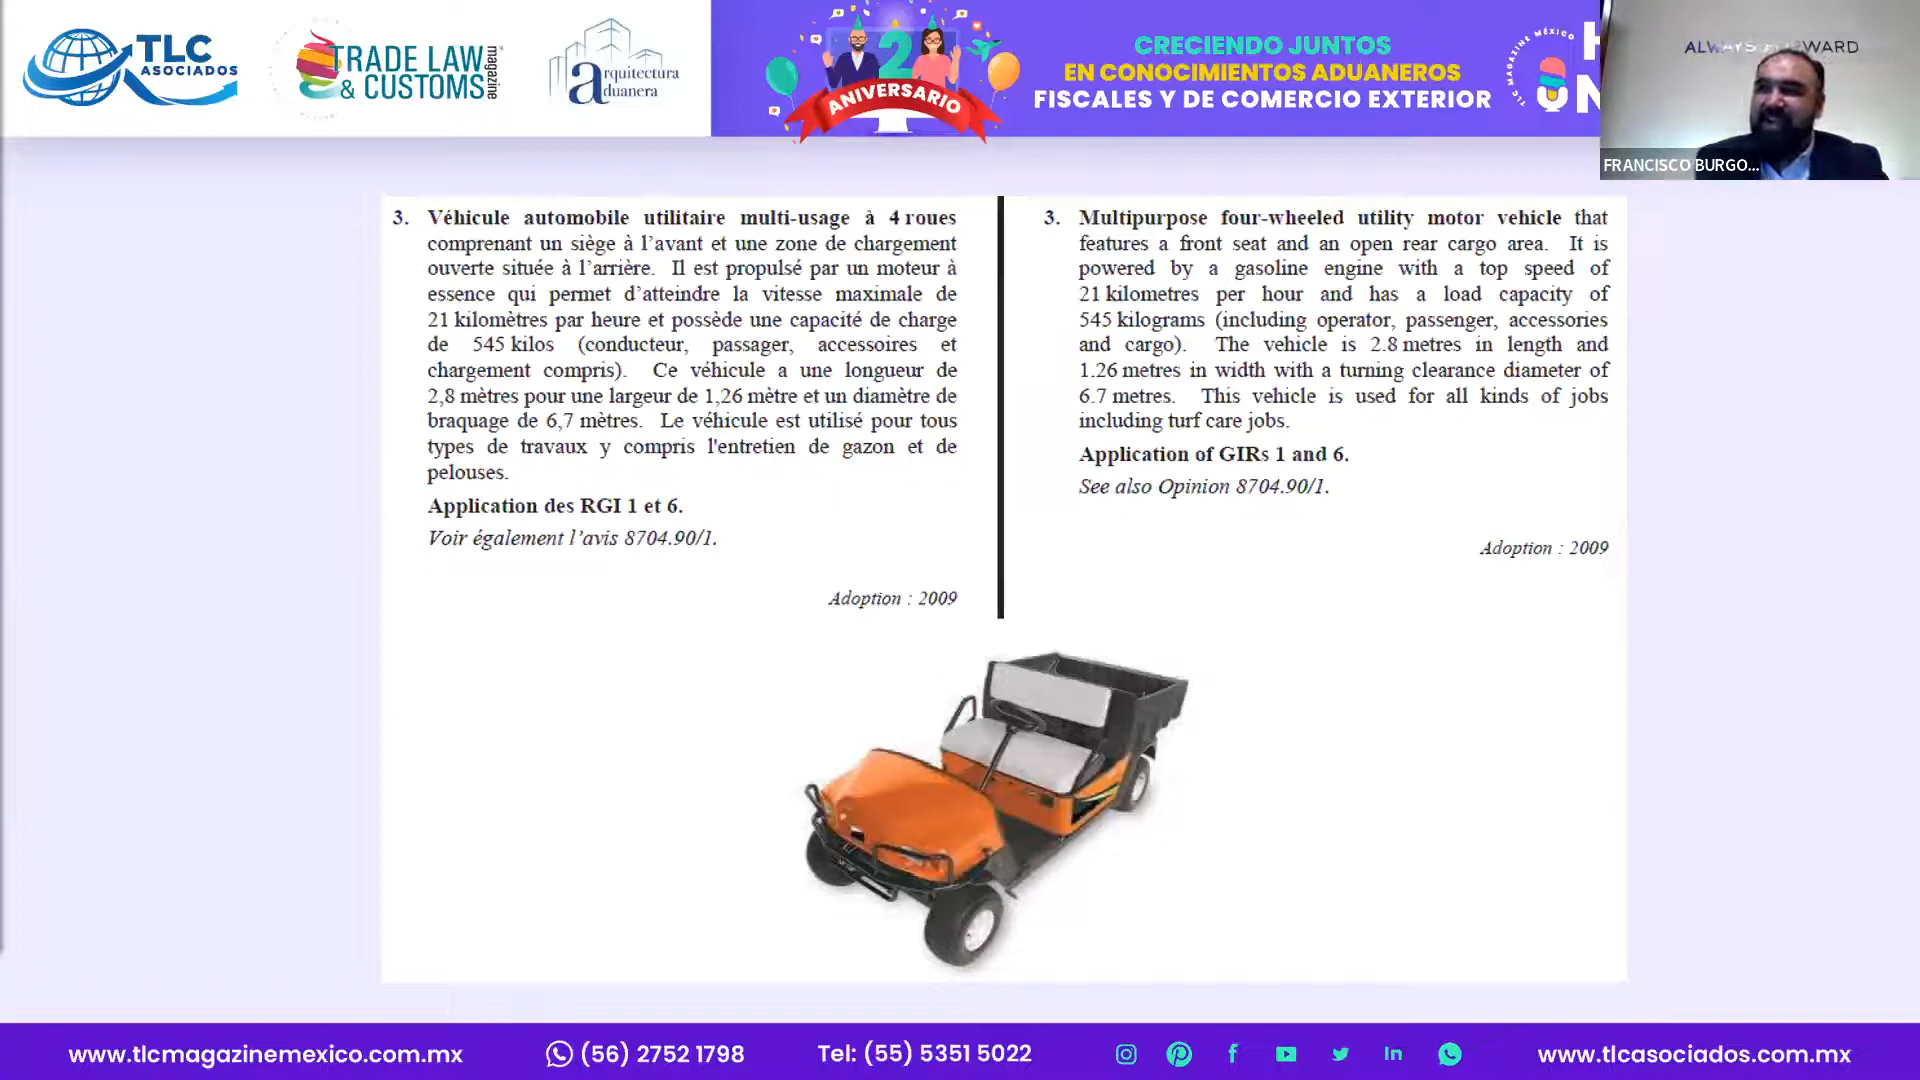 TLC
ASOCIADOS
TRADE LAW
& CUSTOMS
magazine
arquitectura
aduanera
2
ANIVERSARIO
CRECIENDO JUNTOS
EN CONOCIMIENTOS ADUANEROS
FISCALES Y DE COMERCIO EXTERIOR
TLC MAGAZINE MÉXICO
FRANCISCO BURGO...
3. Véhicule automobile utilitaire multi-usage à 4 roues
comprenant un siège à l’avant et une zone de chargement
ouverte située à l’arrière. Il est propulsé par un moteur à
essence qui permet d’atteindre la vitesse maximale de
21 kilomètres par heure et possède une capacité de charge
de 545 kilos (conducteur, passager, accessoires et
chargement compris). Ce véhicule a une longueur de
2,8 mètres pour une largeur de 1,26 mètre et un diamètre de
braquage de 6,7 mètres. Le véhicule est utilisé pour tous
types de travaux y compris l'entretien de gazon et de
pelouses.
Application des RGI 1 et 6.
Voir également l’avis 8704.90/1.
Adoption : 2009
3. Multipurpose four-wheeled utility motor vehicle that
features a front seat and an open rear cargo area. It is
powered by a gasoline engine with a top speed of
21 kilometres per hour and has a load capacity of
545 kilograms (including operator, passenger, accessories
and cargo). The vehicle is 2.8 metres in length and
1.26 metres in width with a turning clearance diameter of
6.7 metres. This vehicle is used for all kinds of jobs
including turf care jobs.
Application of GIRs 1 and 6.
See also Opinion 8704.90/1.
Adoption : 2009
www.tlcmagazinemexico.com.mx
(56) 2752 1798
Tel: (55) 5351 5022
www.tlcasociados.com.mx